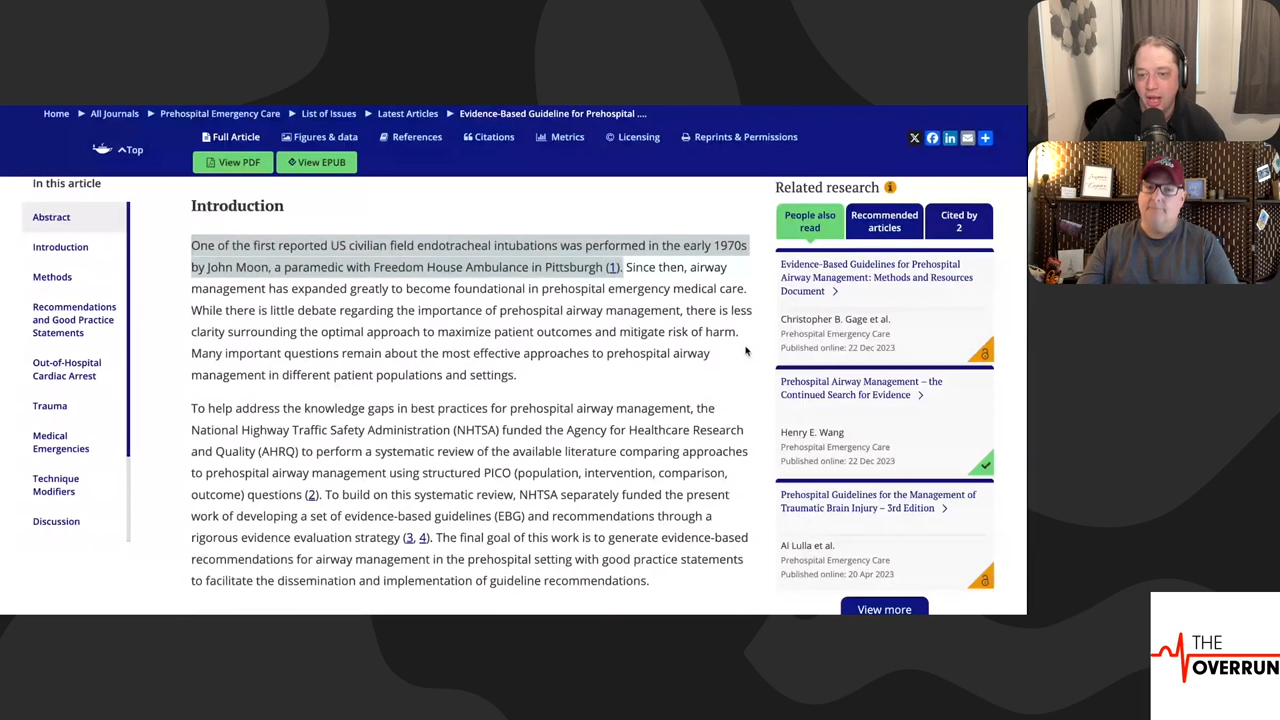 Home ▶ All Journals ▶ Prehospital Emergency Care ▶ List of Issues ▶ Latest Articles ▶ Evidence-Based Guideline for Prehospital ....
Top
Full Article
Figures & data
References
Citations
Metrics
Licensing
Reprints & Permissions
View PDF
View EPUB
In this article
Abstract
Introduction
Methods
Recommendations
and Good Practice
Statements
Out-of-Hospital
Cardiac Arrest
Trauma
Medical
Emergencies
Technique
Modifiers
Discussion
Introduction
One of the first reported US civilian field endotracheal intubations was performed in the early 1970s
by John Moon, a paramedic with Freedom House Ambulance in Pittsburgh (1). Since then, airway
management has expanded greatly to become foundational in prehospital emergency medical care.
While there is little debate regarding the importance of prehospital airway management, there is less
clarity surrounding the optimal approach to maximize patient outcomes and mitigate risk of harm.
Many important questions remain about the most effective approaches to prehospital airway
management in different patient populations and settings.
To help address the knowledge gaps in best practices for prehospital airway management, the
National Highway Traffic Safety Administration (NHTSA) funded the Agency for Healthcare Research
and Quality (AHRQ) to perform a systematic review of the available literature comparing approaches
to prehospital airway management using structured PICO (population, intervention, comparison,
outcome) questions (2). To build on this systematic review, NHTSA separately funded the present
work of developing a set of evidence-based guidelines (EBG) and recommendations through a
rigorous evidence evaluation strategy (3, 4). The final goal of this work is to generate evidence-based
recommendations for airway management in the prehospital setting with good practice statements
to facilitate the dissemination and implementation of guideline recommendations.
Related research
People also
read
Recommended
articles
Cited by
2
Evidence-Based Guidelines for Prehospital
Airway Management: Methods and Resources
Document
Christopher B. Gage et al.
Prehospital Emergency Care
Published online: 22 Dec 2023
Prehospital Airway Management – the
Continued Search for Evidence
Henry E. Wang
Prehospital Emergency Care
Published online: 22 Dec 2023
Prehospital Guidelines for the Management of
Traumatic Brain Injury – 3rd Edition
Al Lulla et al.
Prehospital Emergency Care
Published online: 20 Apr 2023
View more
THE
OVERRUN